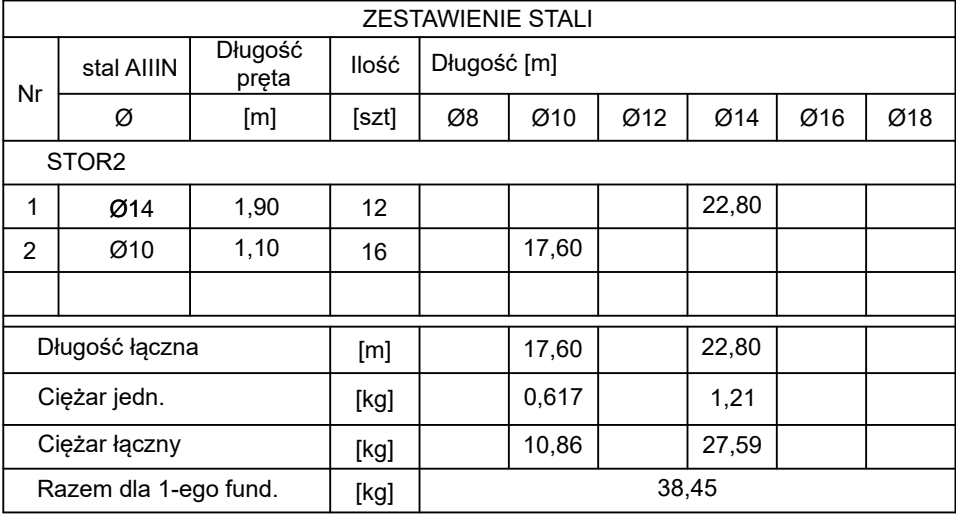 ZESTAWIENIE STALI
Nr stal AIIIN Długość pręta Ilość Długość [m]
Ø [m] [szt] Ø8 Ø10 Ø12 Ø14 Ø16 Ø18
STOR2
1 Ø14 1,90 12 22,80
2 Ø10 1,10 16 17,60
Długość łączna [m] 17,60 22,80
Ciężar jedn. [kg] 0,617 1,21
Ciężar łączny [kg] 10,86 27,59
Razem dla 1-ego fund. [kg] 38,45